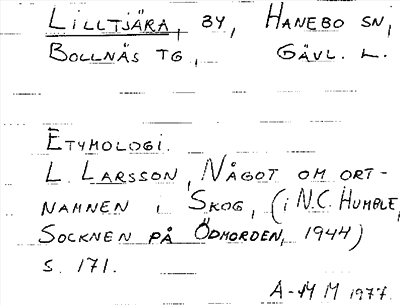 LILLTJÄRA, BY, HANEBO SN,
BOLLNÄS TG, GÄVL. L.
ETYMOLOGI.
L. LARSSON, NÅGOT OM ORT-
NAMNEN I SKOG, (i N.C. HUMBLE,
SOCKNEN PÅ ÖDMORDEN, 1944)
S. 171.
A-M M 1977.